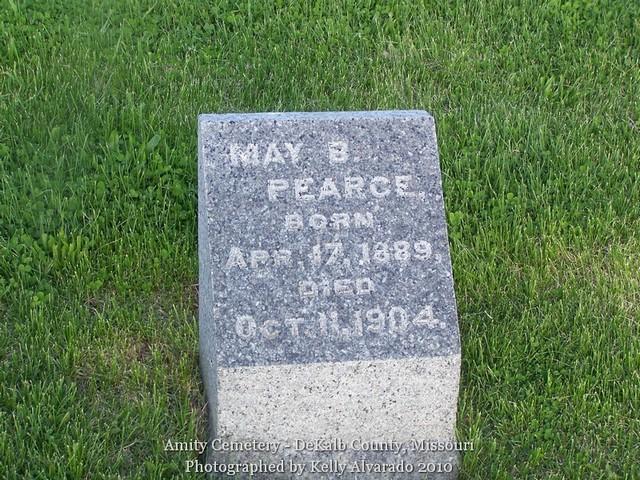 MAY B.
PEARCE.
BORN
APR. 17, 1889.
DIED
OCT. 11, 1904.
Amity Cemetery - DeKalb County, Missouri
Photographed by Kelly Alvarado 2010